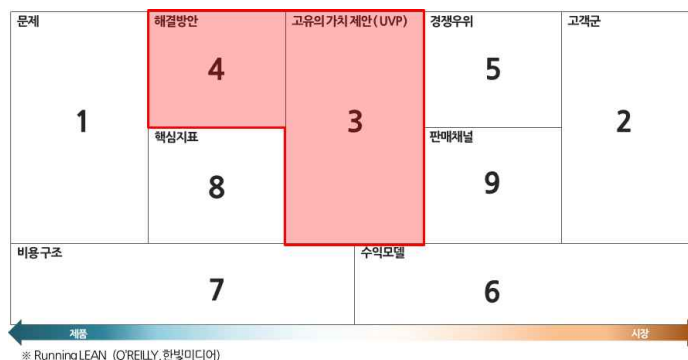 문제
1
해결방안
4
고유의 가치 제안 ( UVP)
3
경쟁우위
5
고객군
2
핵심지표
8
판매채널
9
비용 구조
7
수익모델
6
제품
시장
※ Running LEAN (O'REILLY, 한빛미디어)